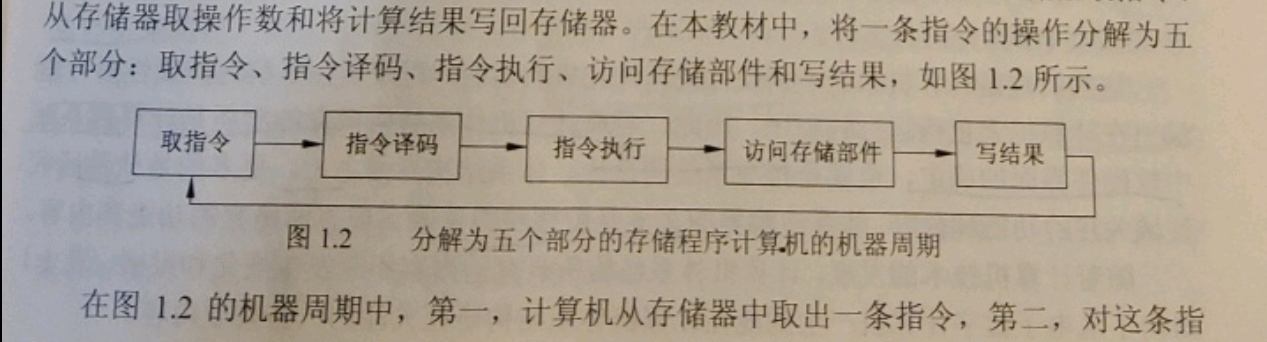 从存储器取操作数和将计算结果写回存储器。在本教材中，将一条指令的操作分解为五
个部分：取指令、指令译码、指令执行、访问存储部件和写结果，如图 1.2 所示。
取指令 指令译码 指令执行 访问存储部件 写结果
图 1.2 分解为五个部分的存储程序计算机的机器周期
在图 1.2 的机器周期中，第一，计算机从存储器中取出一条指令，第二，对这条指